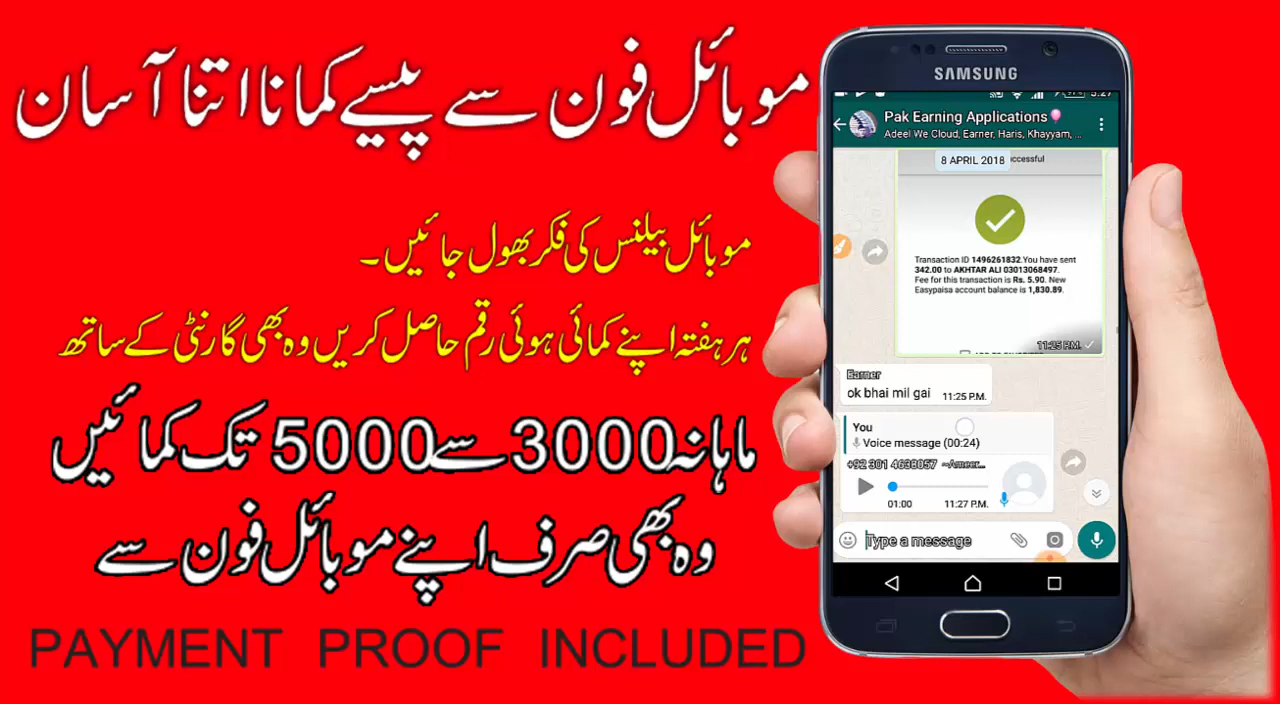 موبائل فون سے پیسے کمانا اتنا آسان
موبائل بیلنس کی فکر بھول جائیں۔
ہر ہفتہ اپنے کمائی ہوئی رقم حاصل کریں وہ بھی گارنٹی کے ساتھ
ماہانہ 3000 سے 5000 تک کمائیں
وہ بھی صرف اپنے موبائل فون سے
PAYMENT PROOF INCLUDED
SAMSUNG
97% 5:27
Pak Earning Applications
Adeel We Cloud, Earner, Haris, Khayyam, ...
8 APRIL 2018
uccessful
Transaction ID 1496261832.You have sent
342.00 to AKHTAR ALI 03013068497.
Fee for this transaction is Rs. 5.90. New
Easypaisa account balance is 1,830.89.
11:25 P.M.
Earner
ok bhai mil gai 11:25 P.M.
You
Voice message (00:24)
+92 301 4638057 ~Ameer...
01:00 11:27 P.M.
Type a message